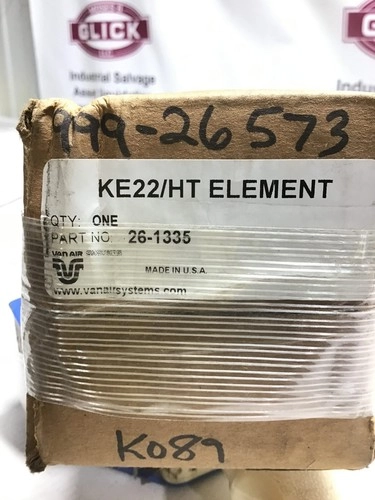 GLICK
GLICK
Industrial Salvage
999-26573
KE22/HT ELEMENT
QTY: ONE
PART NO. 26-1335
VAN AIR
MADE IN U.S.A.
www.vanairsystems.com
K089